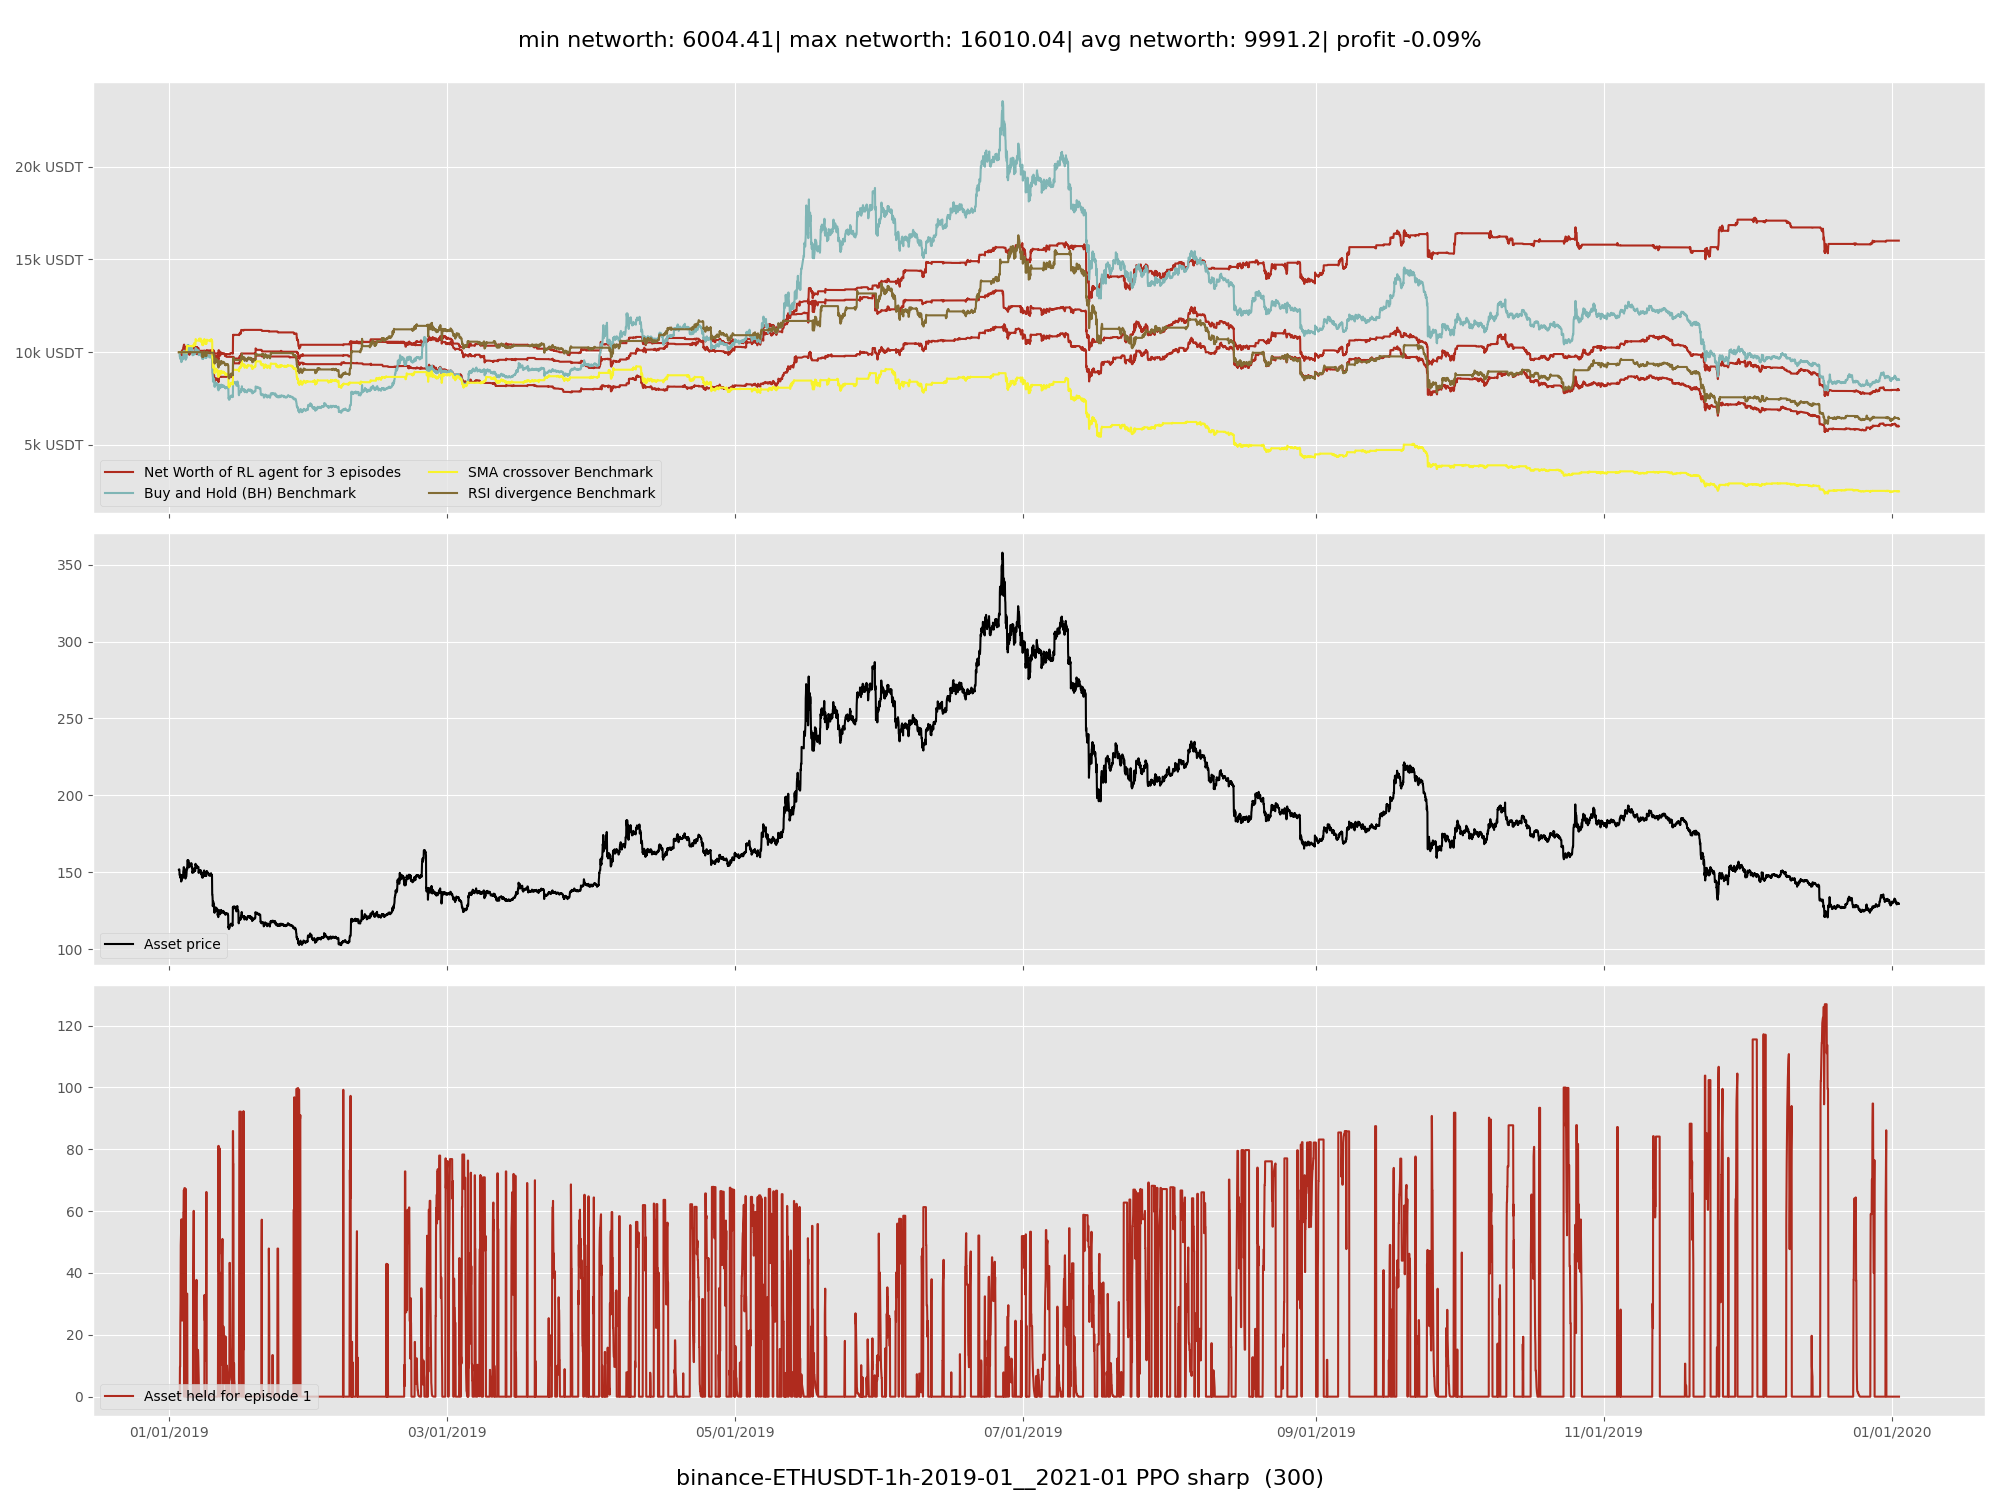 min networth: 6004.41| max networth: 16010.04| avg networth: 9991.2| profit -0.09%
20k USDT
15k USDT
10k USDT
5k USDT
Net Worth of RL agent for 3 episodes
Buy and Hold (BH) Benchmark
SMA crossover Benchmark
RSI divergence Benchmark
350
300
250
200
150
100
Asset price
120
100
80
60
40
20
0
Asset held for episode 1
01/01/2019 03/01/2019 05/01/2019 07/01/2019 09/01/2019 11/01/2019 01/01/2020
binance-ETHUSDT-1h-2019-01__2021-01 PPO sharp (300)